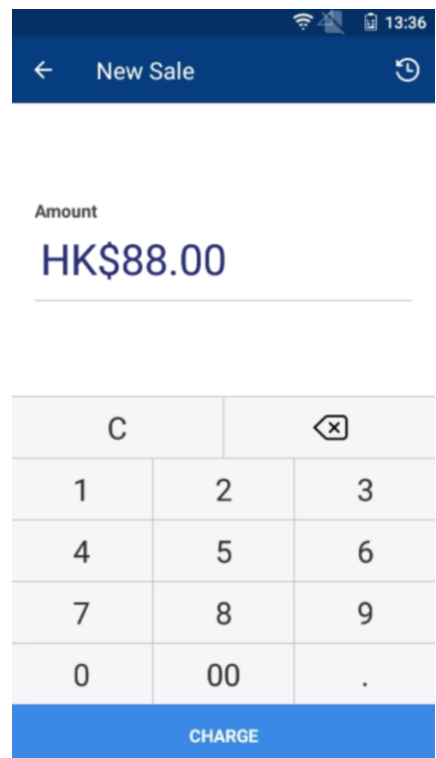 13:36
New Sale
Amount
HK$88.00
C
1 2 3
4 5 6
7 8 9
0 00 .
CHARGE